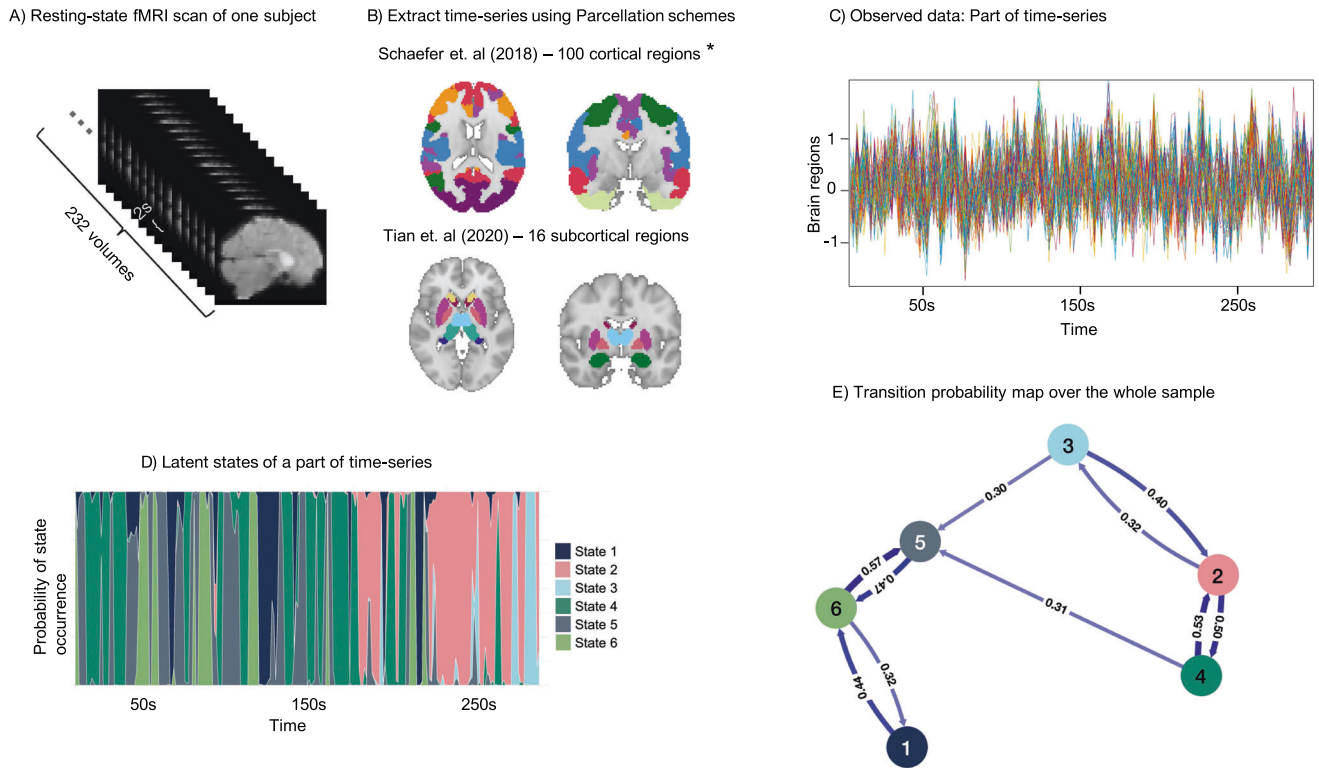 A) Resting-state fMRI scan of one subject
232 volumes
2s
B) Extract time-series using Parcellation schemes
Schaefer et. al (2018) – 100 cortical regions *
Tian et. al (2020) – 16 subcortical regions
C) Observed data: Part of time-series
Brain regions
1
0
-1
50s
150s
250s
Time
D) Latent states of a part of time-series
Probability of state
occurrence
50s
150s
250s
Time
State 1
State 2
State 3
State 4
State 5
State 6
E) Transition probability map over the whole sample
3
0.30
0.40
0.32
5
2
0.57
0.47
6
0.31
0.53
0.50
4
0.32
0.44
1